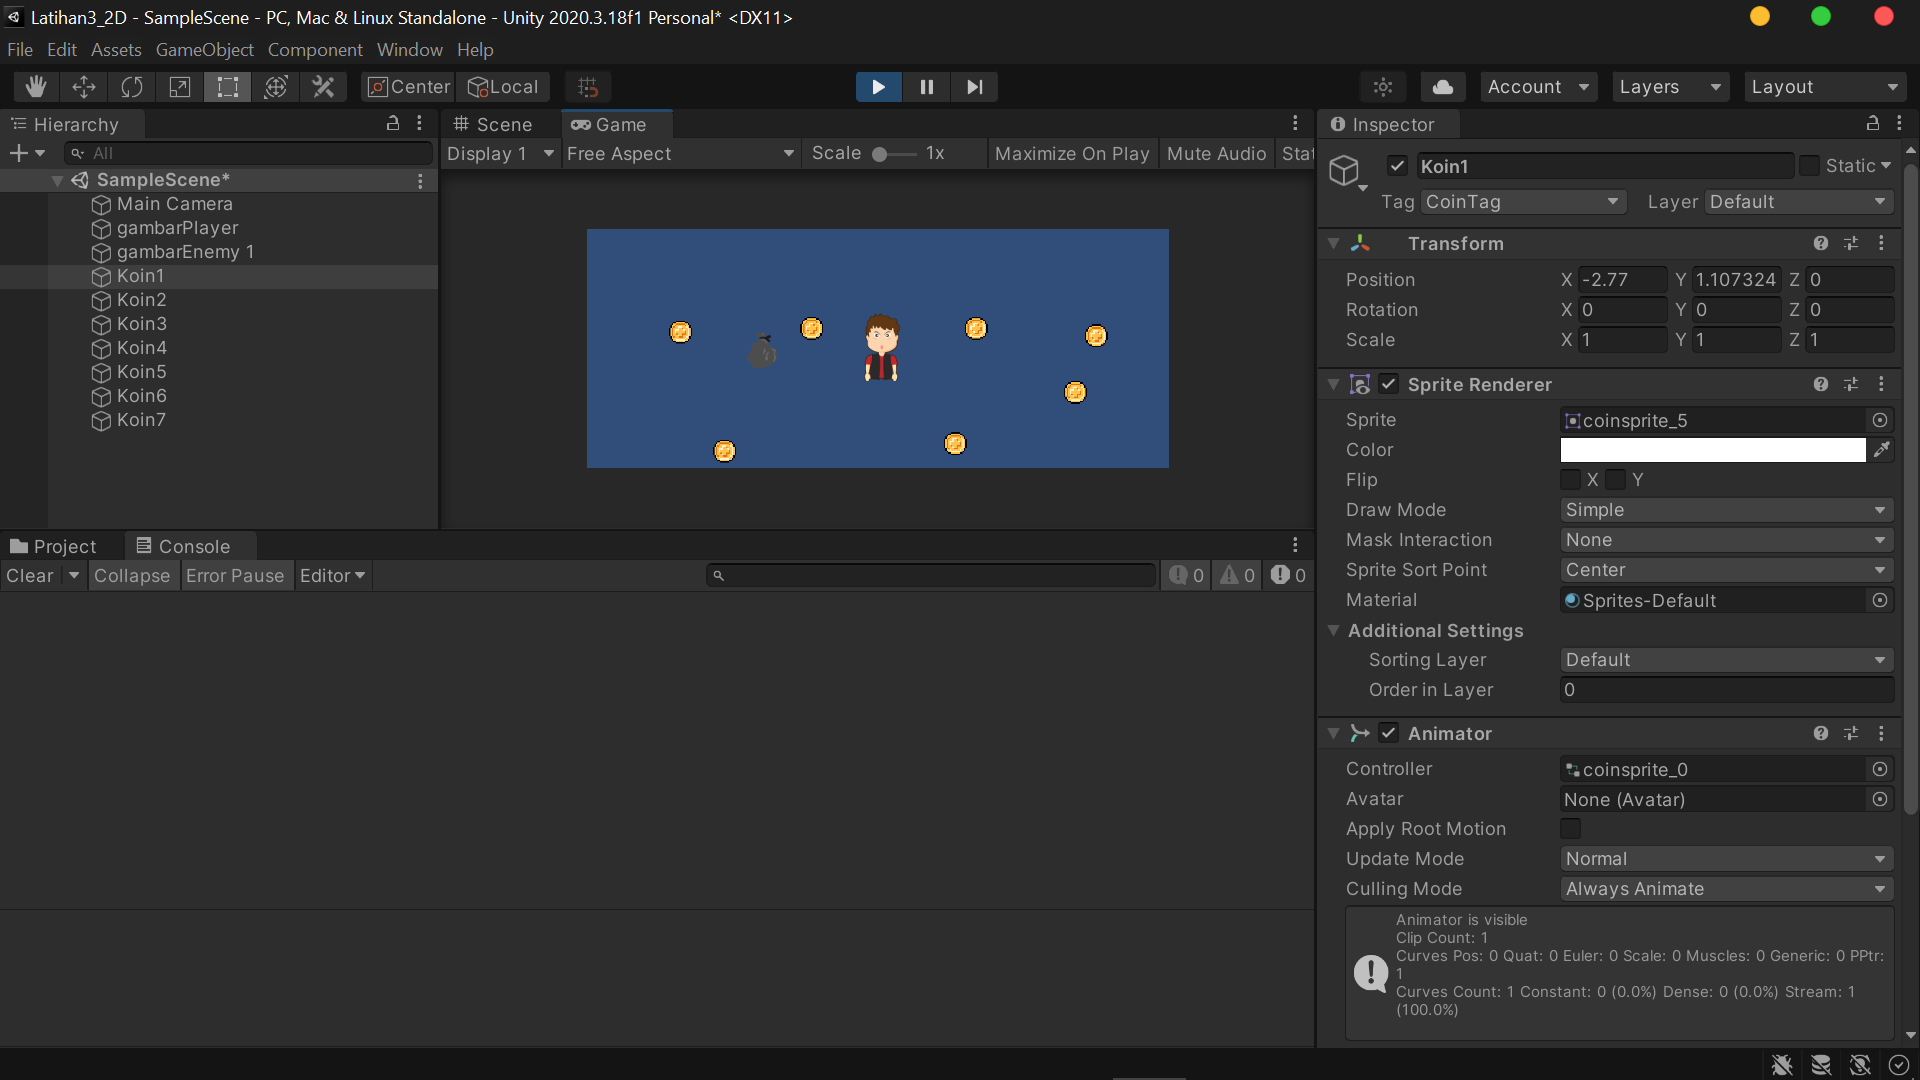 Latihan3_2D - SampleScene - PC, Mac & Linux Standalone - Unity 2020.3.18f1 Personal* <DX11>
File Edit Assets GameObject Component Window Help
Center Local Account Layers Layout
Hierarchy
All
SampleScene*
Main Camera
gambarPlayer
gambarEnemy 1
Koin1
Koin2
Koin3
Koin4
Koin5
Koin6
Koin7
Scene Game
Display 1 Free Aspect Scale 1x Maximize On Play Mute Audio Stat
Project Console
Clear Collapse Error Pause Editor 0 0 0
Inspector
Koin1 Static
Tag CoinTag Layer Default
Transform
Position X -2.77 Y 1.107324 Z 0
Rotation X 0 Y 0 Z 0
Scale X 1 Y 1 Z 1
Sprite Renderer
Sprite coinsprite_5
Color
Flip X Y
Draw Mode Simple
Mask Interaction None
Sprite Sort Point Center
Material Sprites-Default
Additional Settings
Sorting Layer Default
Order in Layer 0
Animator
Controller coinsprite_0
Avatar None (Avatar)
Apply Root Motion
Update Mode Normal
Culling Mode Always Animate
Animator is visible
Clip Count: 1
Curves Pos: 0 Quat: 0 Euler: 0 Scale: 0 Muscles: 0 Generic: 0 PPtr:
1
Curves Count: 1 Constant: 0 (0.0%) Dense: 0 (0.0%) Stream: 1
(100.0%)